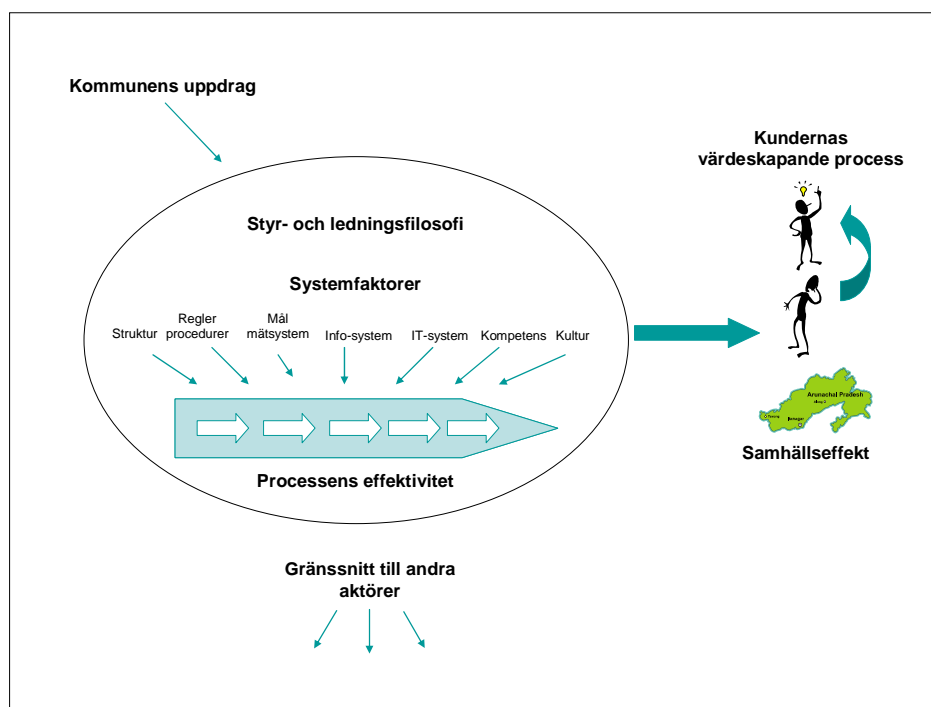 Kommunens uppdrag
Kundernas
värdeskapande process
Styr- och ledningsfilosofi
Systemfaktorer
Struktur
Regler
procedurer
Mål
mätsystem
Info-system
IT-system
Kompetens
Kultur
Arunachal Pradesh
Samhällseffekt
Processens effektivitet
Gränssnitt till andra
aktörer